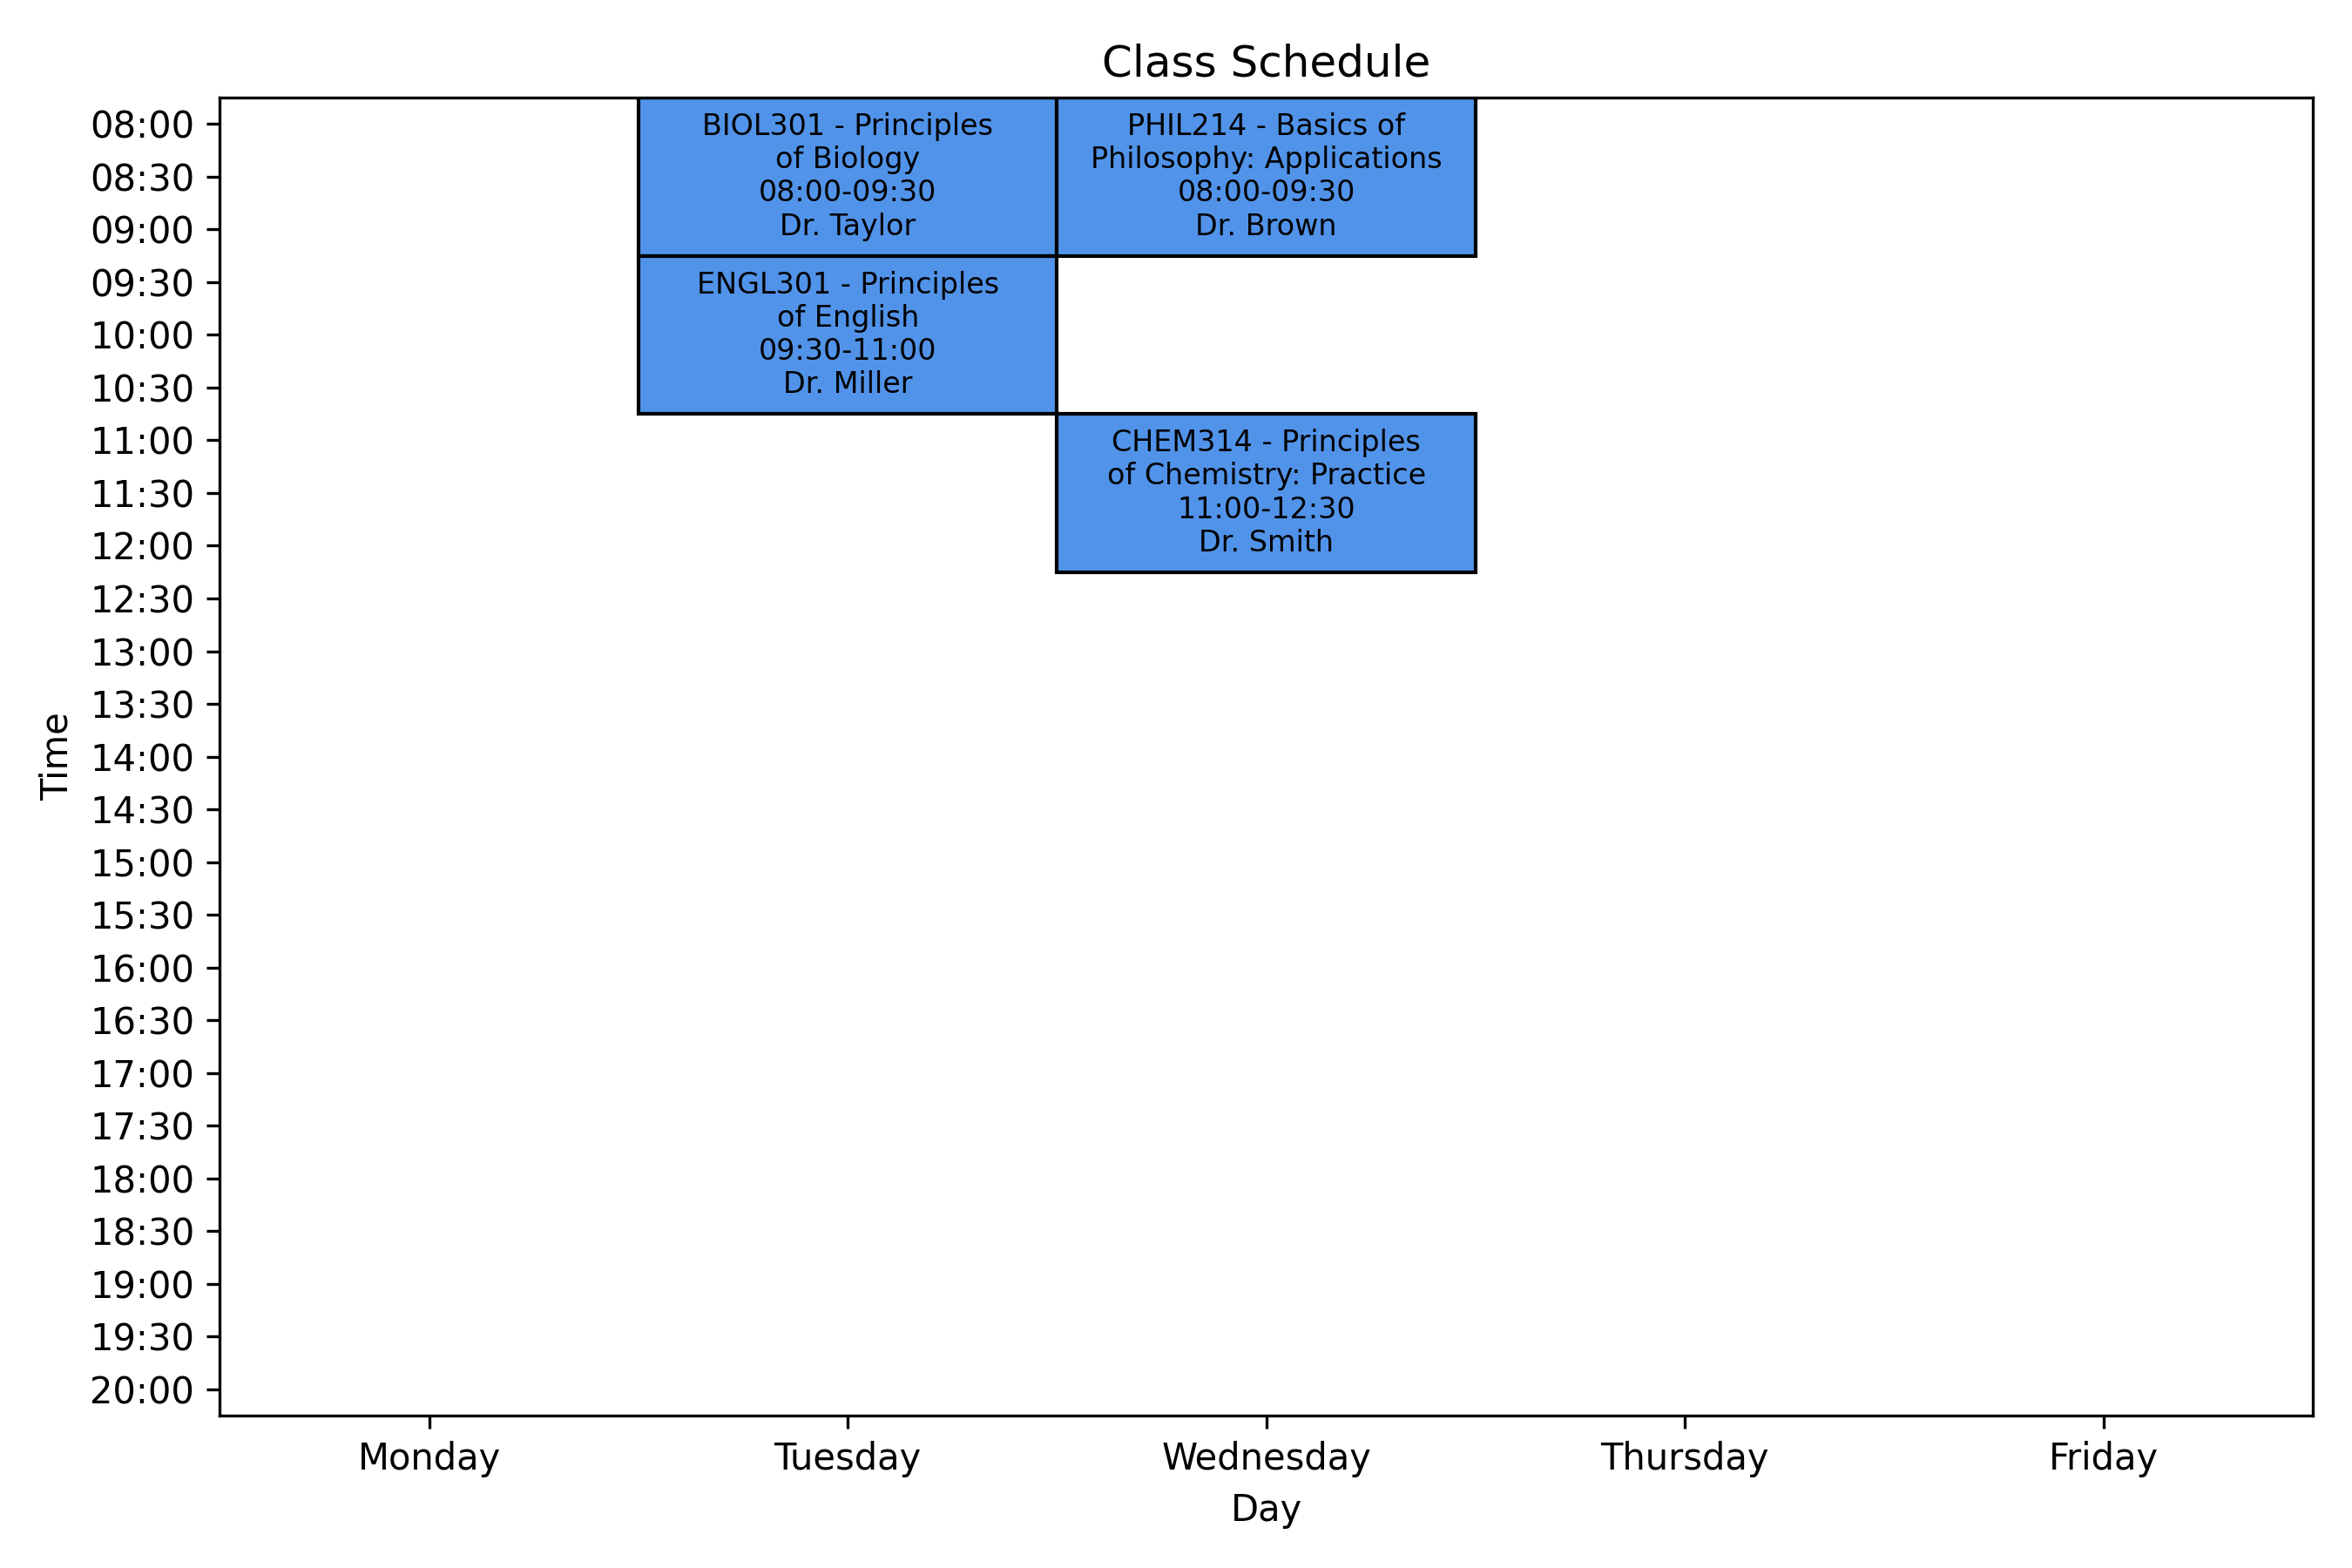 Class Schedule
BIOL301 - Principles
of Biology
08:00-09:30
Dr. Taylor
PHIL214 - Basics of
Philosophy: Applications
08:00-09:30
Dr. Brown
ENGL301 - Principles
of English
09:30-11:00
Dr. Miller
CHEM314 - Principles
of Chemistry: Practice
11:00-12:30
Dr. Smith
Time
08:00
08:30
09:00
09:30
10:00
10:30
11:00
11:30
12:00
12:30
13:00
13:30
14:00
14:30
15:00
15:30
16:00
16:30
17:00
17:30
18:00
18:30
19:00
19:30
20:00
Monday
Tuesday
Wednesday
Thursday
Friday
Day